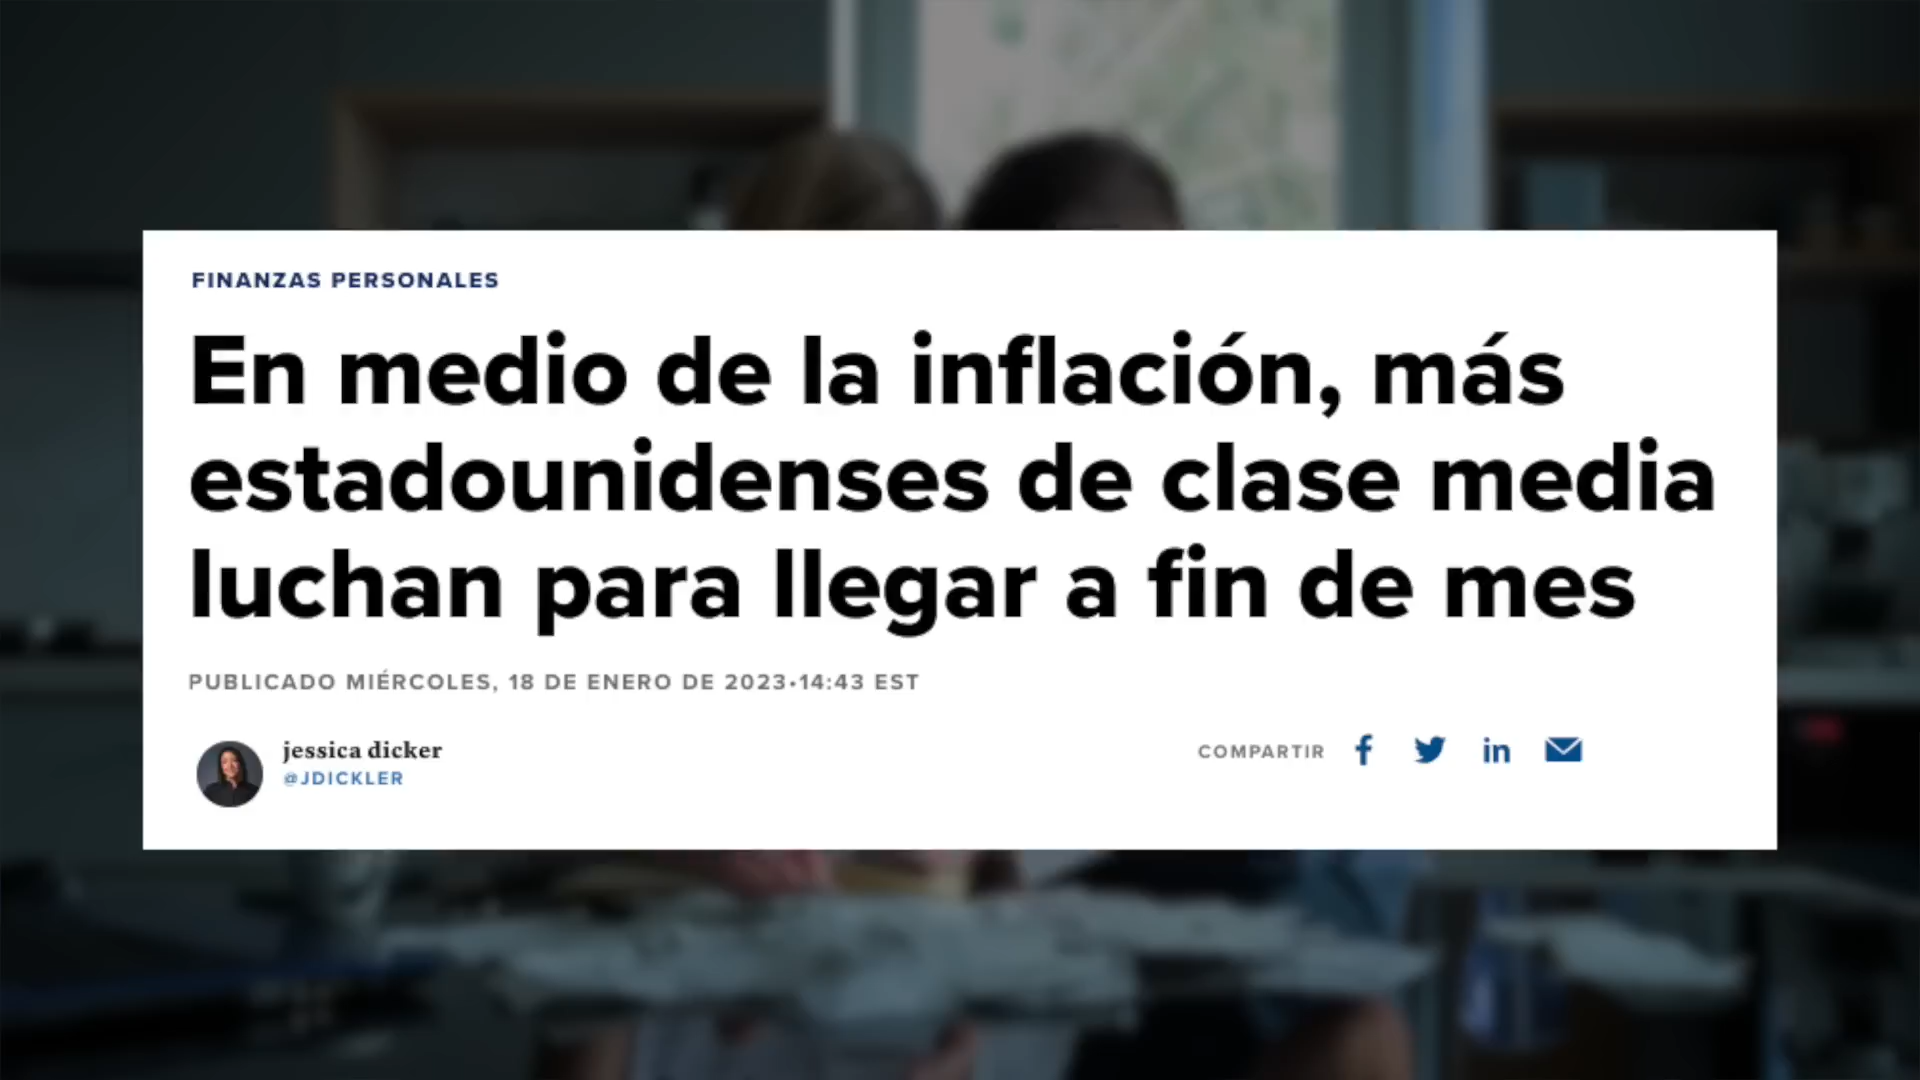 FINANZAS PERSONALES
En medio de la inflación, más
estadounidenses de clase media
luchan para llegar a fin de mes
PUBLICADO MIÉRCOLES, 18 DE ENERO DE 2023•14:43 EST
jessica dicker
@JDICKLER
COMPARTIR